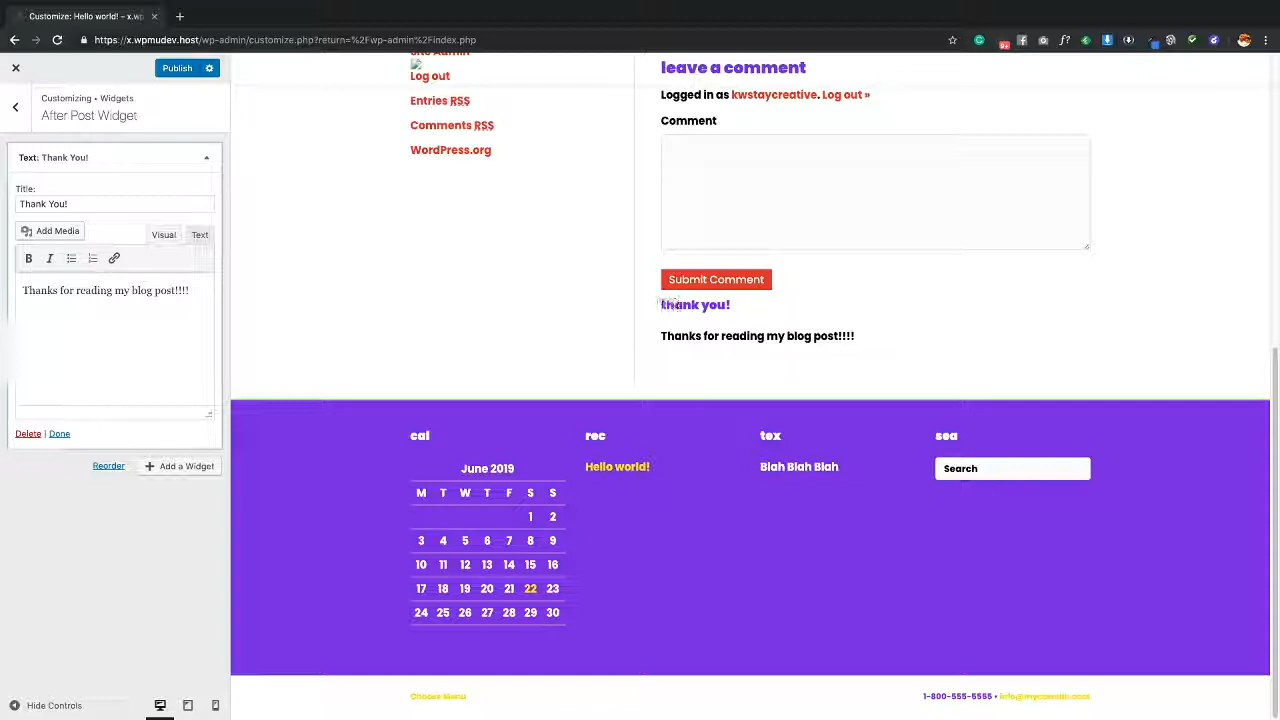 Customize: Hello world! – x.wp
https://x.wpmudev.host/wp-admin/customize.php?return=%2Fwp-admin%2Findex.php
Publish
Customizing • Widgets
After Post Widget
Text: Thank You!
Title:
Thank You!
Add Media
Visual
Text
B I
Thanks for reading my blog post!!!!
Delete | Done
Reorder
Add a Widget
Hide Controls
Site Admin
Log out
Entries RSS
Comments RSS
WordPress.org
leave a comment
Logged in as kwstaycreative. Log out »
Comment
Submit Comment
thank you!
Thanks for reading my blog post!!!!
cal
June 2019
M T W T F S S
1 2
3 4 5 6 7 8 9
10 11 12 13 14 15 16
17 18 19 20 21 22 23
24 25 26 27 28 29 30
rec
Hello world!
tex
Blah Blah Blah
sea
Search
Choose Menu
1-800-555-5555 •